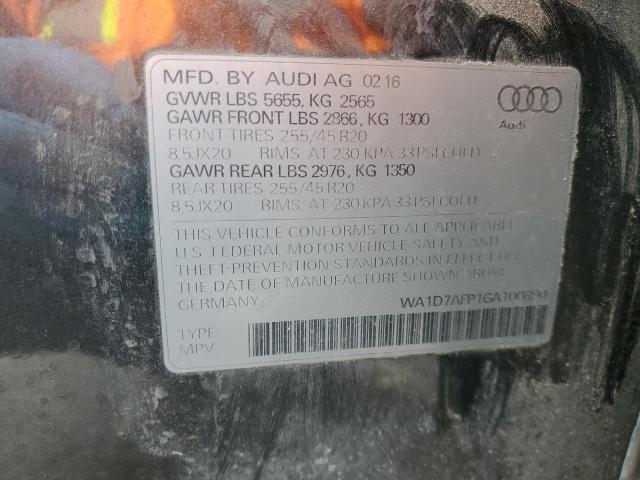 MFD. BY AUDI AG 02 16
GVWR LBS 5655, KG 2565
GAWR FRONT LBS 2866, KG 1300
FRONT-TIRES 255/45 R20
8,5JX20 RIMS, AT 230 KPA 33 PSI COLD
GAWR REAR LBS 2976, KG 1350
REAR-TIRES 255/45 R20
8,5JX20 RIMS, AT 230 KPA 33 PSI COLD
Audi
THIS VEHICLE CONFORMS TO ALL APPLICABLE
U.S. FEDERAL MOTOR VEHICLE SAFETY AND
THEFT-PREVENTION STANDARDS IN EFFECT ON
THE DATE OF MANUFACTURE SHOWN ABOVE.
GERMANY WA1D7AFP1GA100890
TYPE
MPV